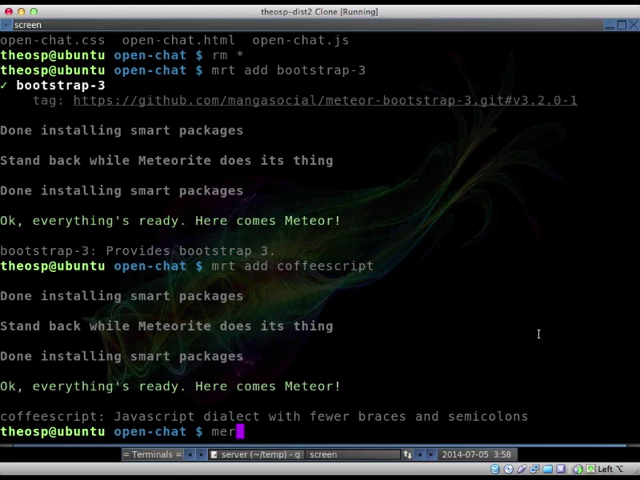 theosp-dist2 Clone [Running]
screen
open-chat.css open-chat.html open-chat.js
theosp@ubuntu open-chat $ rm *
theosp@ubuntu open-chat $ mrt add bootstrap-3
✓ bootstrap-3
tag: https://github.com/mangasocial/meteor-bootstrap-3.git#v3.2.0-1
Done installing smart packages
Stand back while Meteorite does its thing
Done installing smart packages
Ok, everything's ready. Here comes Meteor!
bootstrap-3: Provides bootstrap 3.
theosp@ubuntu open-chat $ mrt add coffeescript
Done installing smart packages
Stand back while Meteorite does its thing
Done installing smart packages
Ok, everything's ready. Here comes Meteor!
coffeescript: Javascript dialect with fewer braces and semicolons
theosp@ubuntu open-chat $ mer
= Terminals = server (~/temp) - g screen 2014-07-05 3:58
Left ⌥